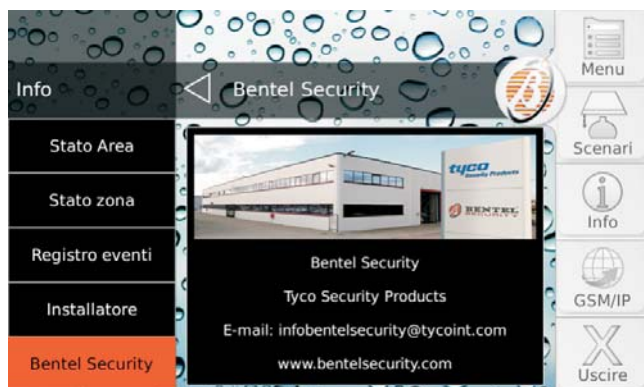 Info
Bentel Security
Stato Area
Stato zona
Registro eventi
Installatore
Bentel Security
tyco
Security Products
BENTEL
SECURITY
Bentel Security
Tyco Security Products
E-mail: infobentelsecurity@tycoint.com
www.bentelsecurity.com
Menu
Scenari
Info
GSM/IP
Uscire